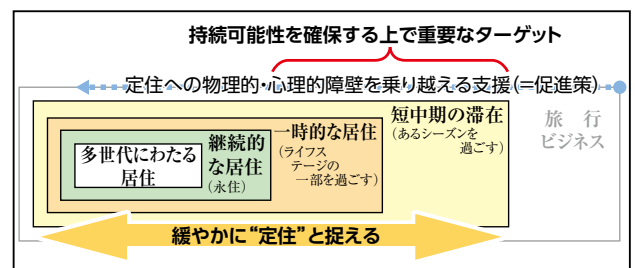 持続可能性を確保する上で重要なターゲット
定住への物理的・心理的障壁を乗り越える支援(=促進策)
短中期の滞在
(あるシーズンを
過ごす)
旅 行
ビジネス
一時的な居住
(ライフス
テージの
一部を過ごす)
継続的
な居住
(永住)
多世代にわたる
居住
緩やかに“定住”と捉える